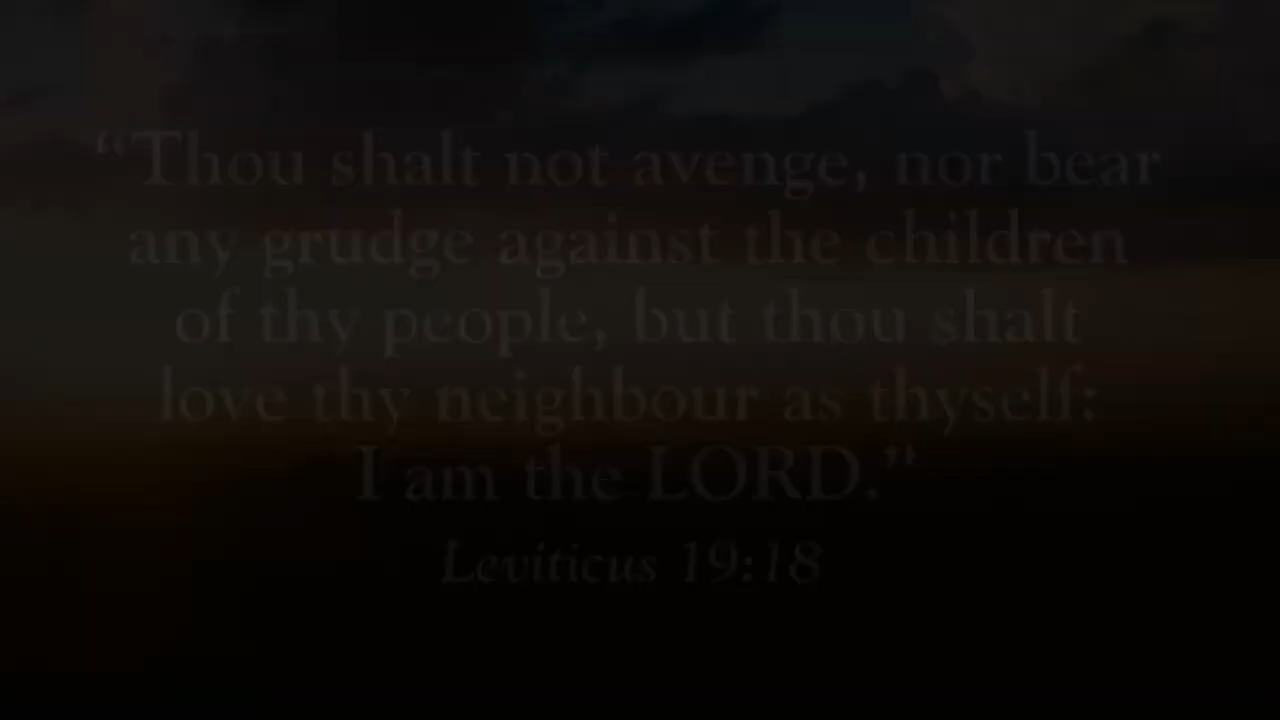 “Thou shalt not avenge, nor bear
any grudge against the children
of thy people, but thou shalt
love thy neighbour as thyself:
I am the LORD.”
Leviticus 19:18